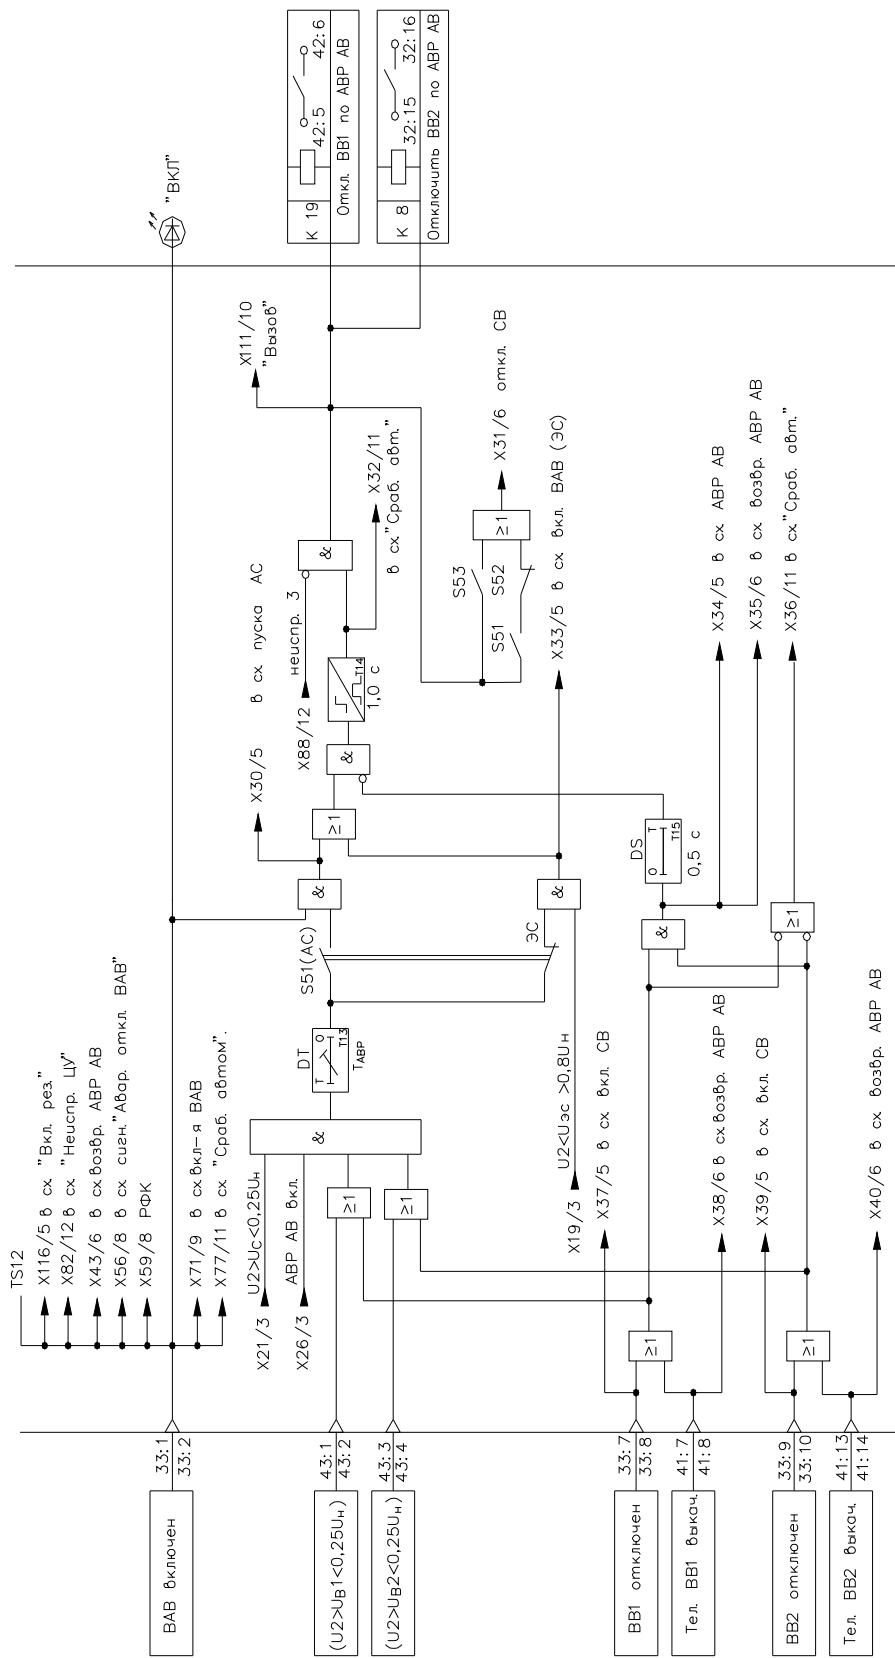 ВАВ включен
33:1
33:2
TS12
X116/5 в сх "Вкл. рез."
X82/12 в сх "Неиспр. ЦУ"
X43/6 в сх.возвр. АВР АВ
X56/8 в сх сигн."Авар. откл. ВАВ"
X59/8 РФК
X71/9 в сх вкл-я ВАВ
X77/11 в сх "Сраб. автом".
"ВКЛ"
(U2>UВ1<0,25UН)
43:1
43:2
(U2>UВ2<0,25UН)
43:3
43:4
X21/3
U2>UC<0,25UН
X26/3
АВР АВ вкл.
≥1
≥1
&
DT
T O
T13
TАВР
S51(АС)
ЭС
X19/3
U2<UЭС >0,8UН
&
&
X30/5 в сх пуска АС
≥1
&
X33/5 в сх вкл. ВАВ (ЭС)
T14
1,0 с
X88/12 неиспр. 3
&
X32/11
в сх"Сраб. авт."
X111/10
"Вызов"
S51
S52
S53
≥1
X31/6 откл. СВ
K 19
42:5 42:6
Откл. ВВ1 по АВР АВ
K 8
32:15 32:16
Отключить ВВ2 по АВР АВ
ВВ1 отключен
33:7
33:8
Тел. ВВ1 выкач.
41:7
41:8
≥1
X37/5 в сх вкл. СВ
X38/6 в сх.возвр. АВР АВ
ВВ2 отключен
33:9
33:10
Тел. ВВ2 выкач.
41:13
41:14
≥1
X39/5 в сх. вкл. СВ
X40/6 в сх возвр. АВР АВ
&
≥1
DS
O T
T15
0,5 с
X34/5 в сх АВР АВ
X35/6 в сх возвр. АВР АВ
X36/11 в сх"Сраб. авт."